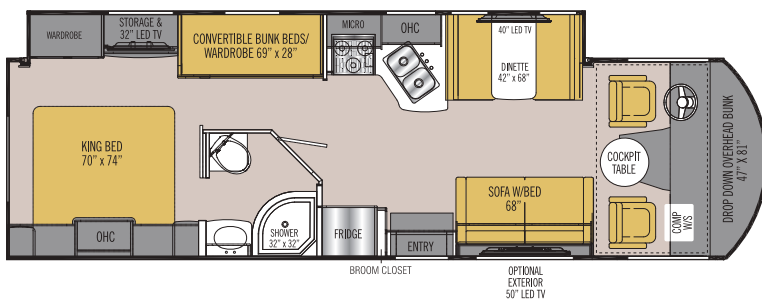 WARDROBE
STORAGE &
32" LED TV
CONVERTIBLE BUNK BEDS/
WARDROBE 69" x 28"
MICRO
OHC
40" LED TV
DINETTE
42" x 68"
KING BED
70" x 74"
COCKPIT
TABLE
DROP DOWN OVERHEAD BUNK
47" X 81"
SOFA W/BED
68"
COMP
W/S
OHC
SHOWER
32" x 32"
FRIDGE
ENTRY
BROOM CLOSET
OPTIONAL
EXTERIOR
50" LED TV